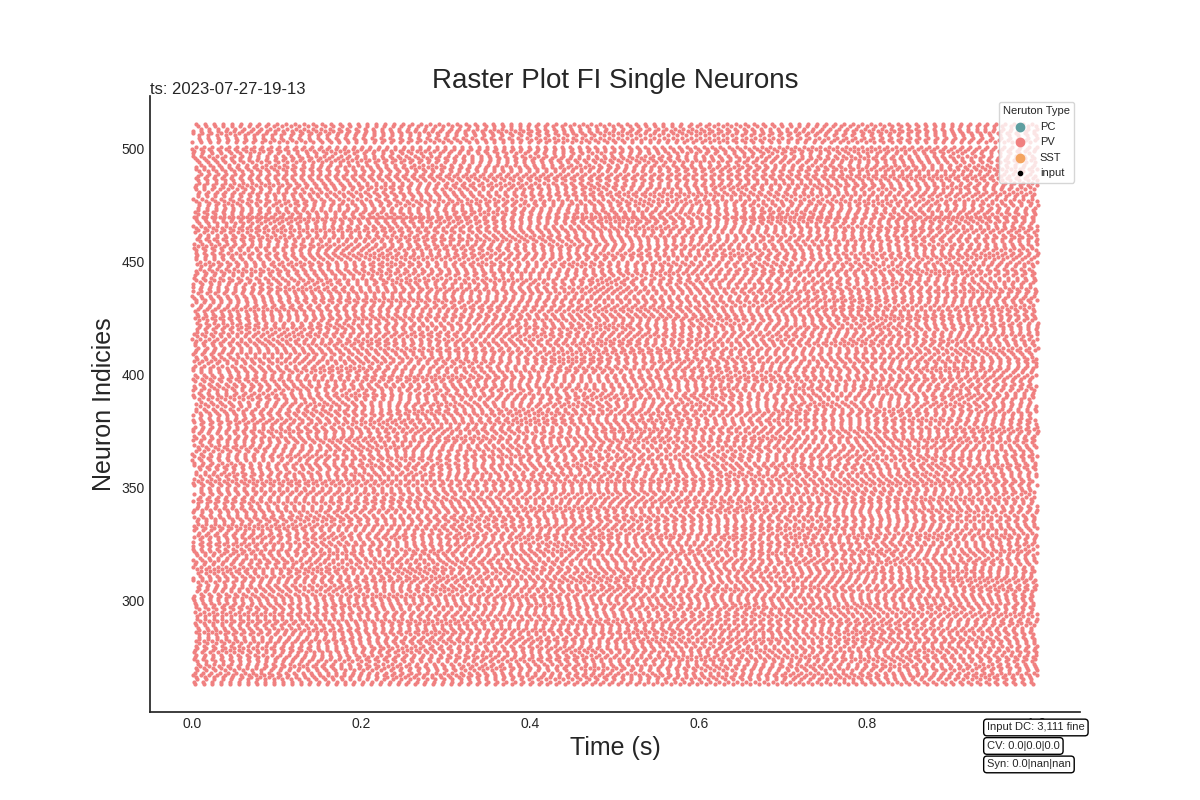 Raster Plot FI Single Neurons
ts: 2023-07-27-19-13
Neruton Type
PC
PV
SST
input
500
450
400
350
300
Neuron Indicies
0.0 0.2 0.4 0.6 0.8
Time (s)
Input DC: 3,111 fine
CV: 0.0|0.0|0.0
Syn: 0.0|nan|nan